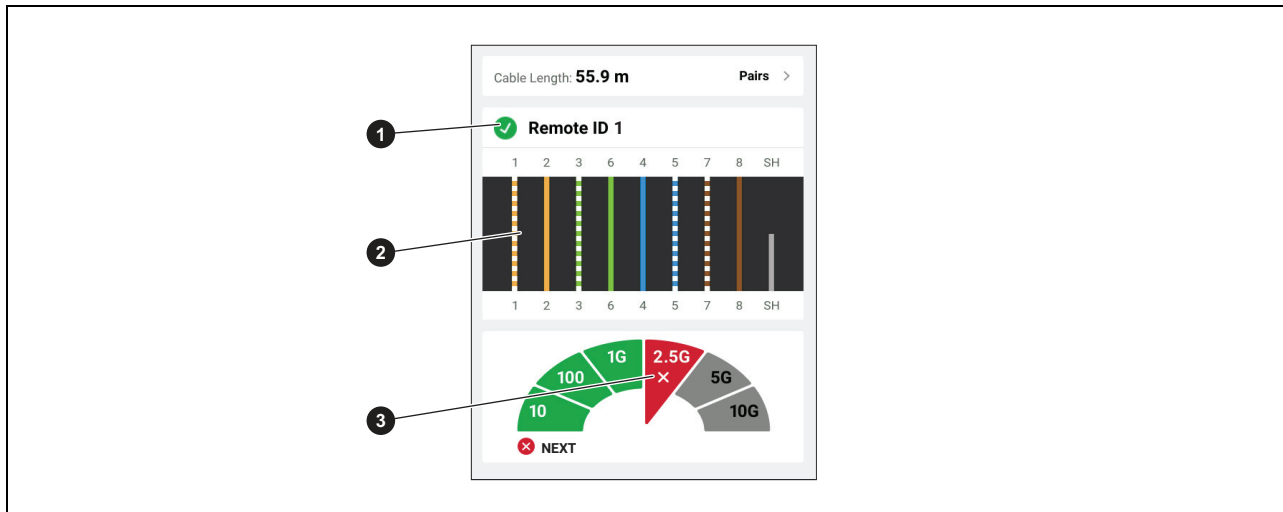 Cable Length: 55.9 m Pairs >
1 Remote ID 1
1 2 3 6 4 5 7 8 SH
2
1 2 3 6 4 5 7 8 SH
1G 2.5G
100 5G
10 10G
3
NEXT